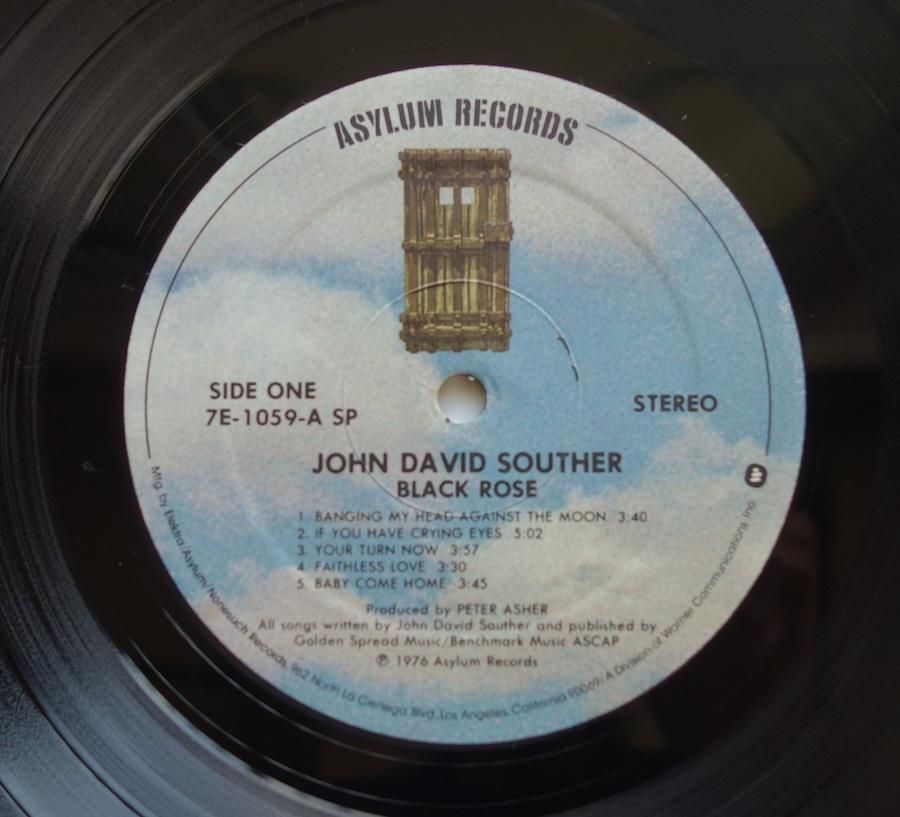 ASYLUM RECORDS
SIDE ONE
7E-1059-A SP
STEREO
JOHN DAVID SOUTHER
BLACK ROSE
1. BANGING MY HEAD AGAINST THE MOON 3:40
2. IF YOU HAVE CRYING EYES 5:02
3. YOUR TURN NOW 3:57
4. FAITHLESS LOVE 3:30
5. BABY COME HOME 3:45
Produced by PETER ASHER
All songs written by John David Souther and published by
Golden Spread Music/Benchmark Music ASCAP
℗ 1976 Asylum Records
Mfg. by Elektra/Asylum/Nonesuch Records, 962 North La Cienega Blvd., Los Angeles, California 90069/A Division of Warner Communications Inc.